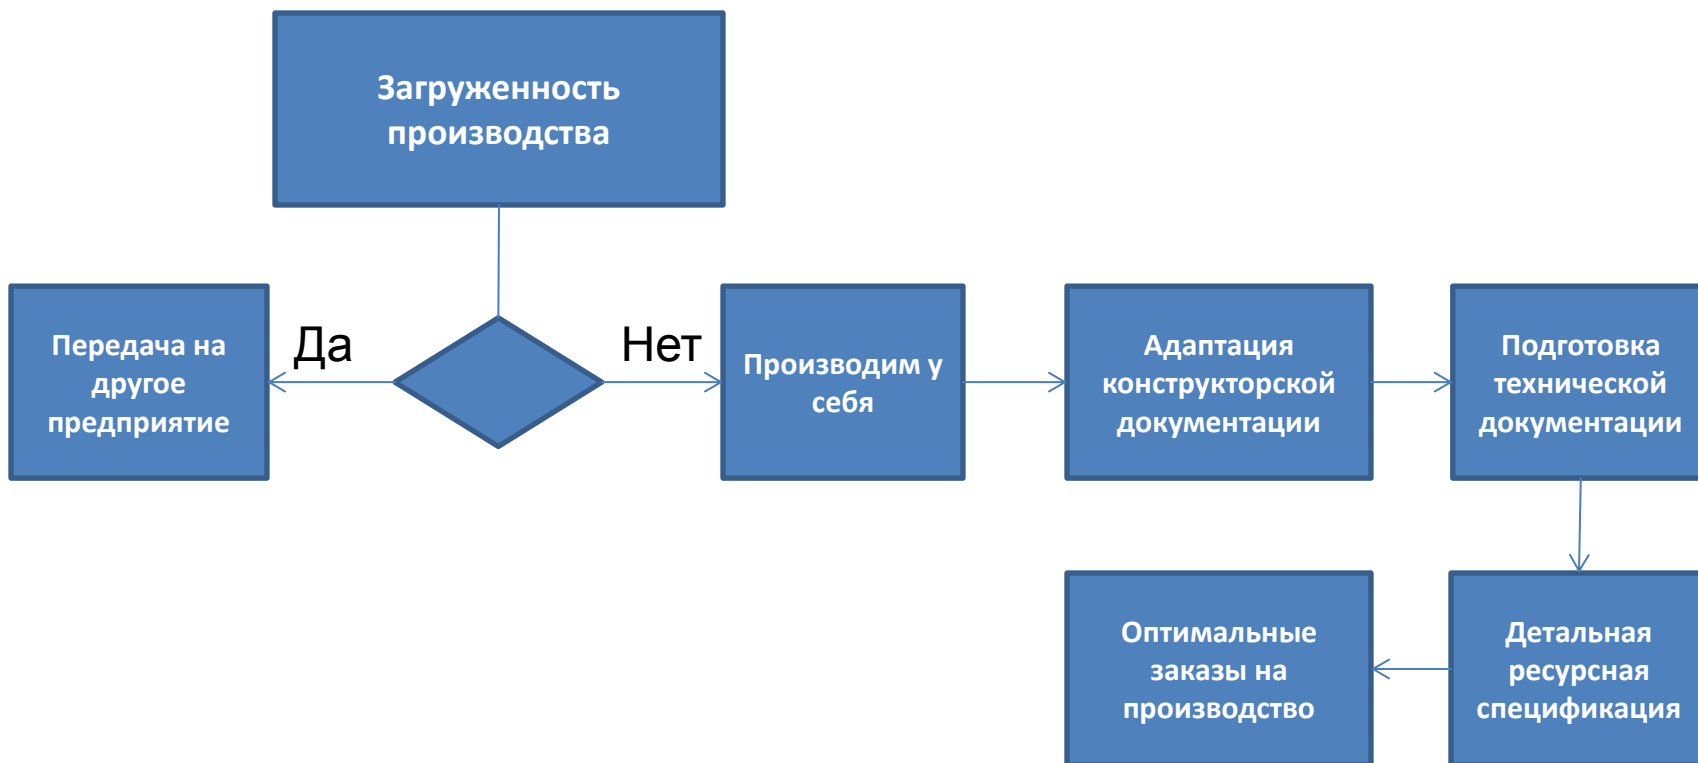 Загруженность
производства
Передача на
другое
предприятие
Да
Нет
Производим у
себя
Адаптация
конструкторской
документации
Подготовка
технической
документации
Оптимальные
заказы на
производство
Детальная
ресурсная
спецификация